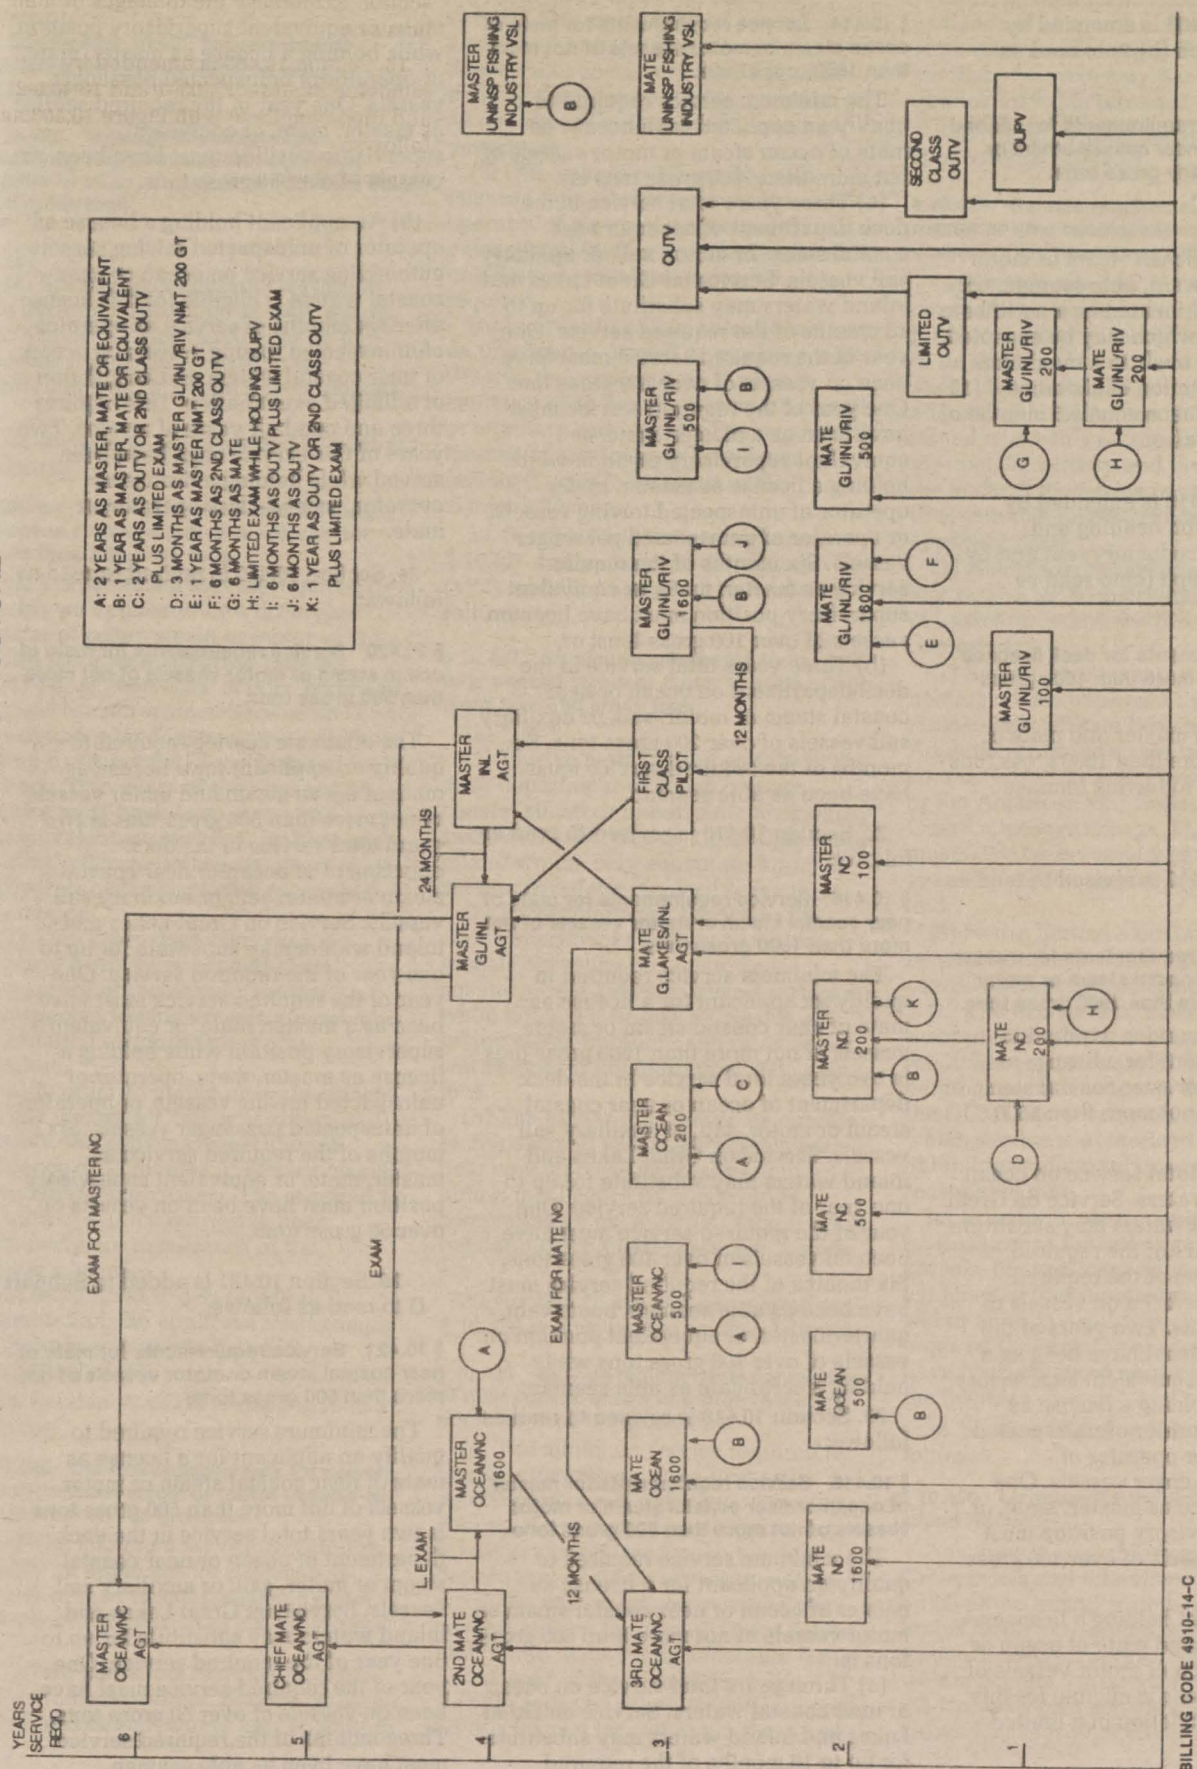 YEARS
SERVICE
REQD
6
5
4
3
2
1
MASTER
OCEAN/NC
AGT
CHIEF MATE
OCEAN/NC
AGT
2ND MATE
OCEAN/NC
AGT
3RD MATE
OCEAN/NC
AGT
L. EXAM
MASTER
OCEAN/NC
1600
A
12 MONTHS
EXAM FOR MASTER NC
EXAM
EXAM FOR MATE NC
MASTER
GL/INL
AGT
24 MONTHS
MASTER
INL
AGT
MATE
G.LAKES/INL
AGT
FIRST
CLASS
PILOT
12 MONTHS
MATE
OCEAN
1600
B
MASTER
OCEAN/NC
500
A
I
MASTER
OCEAN
200
A
C
MASTER
GL/INL/RIV
1600
B
J
MASTER
GL/INL/RIV
500
I
B
OUTV
MASTER
UNINSP FISHING
INDUSTRY VSL
B
MATE
UNINSP FISHING
INDUSTRY VSL
MATE
NC
1600
MATE
OCEAN
500
B
MATE
NC
500
MASTER
NC
200
B
K
MASTER
NC
100
MATE
GL/INL/RIV
1600
E
F
MATE
GL/INL/RIV
500
LIMITED
OUTV
SECOND
CLASS
OUTV
MATE
NC
200
D
H
MASTER
GL/INL/RIV
100
MASTER
GL/INL/RIV
200
G
MATE
GL/INL/RIV
200
H
OUPV
A: 2 YEARS AS MASTER, MATE OR EQUIVALENT
B: 1 YEAR AS MASTER, MATE OR EQUIVALENT
C: 2 YEARS AS OUTV OR 2ND CLASS OUTV
PLUS LIMITED EXAM
D: 3 MONTHS AS MASTER GL/INL/RIV NMT 200 GT
E: 1 YEAR AS MASTER NMT 200 GT
F: 6 MONTHS AS 2ND CLASS OUTV
G: 6 MONTHS AS MATE
H: LIMITED EXAM WHILE HOLDING OUPV
I: 6 MONTHS AS OUTV PLUS LIMITED EXAM
J: 6 MONTHS AS OUTV
K: 1 YEAR AS OUTV OR 2ND CLASS OUTV
PLUS LIMITED EXAM
BILLING CODE 4910-14-C